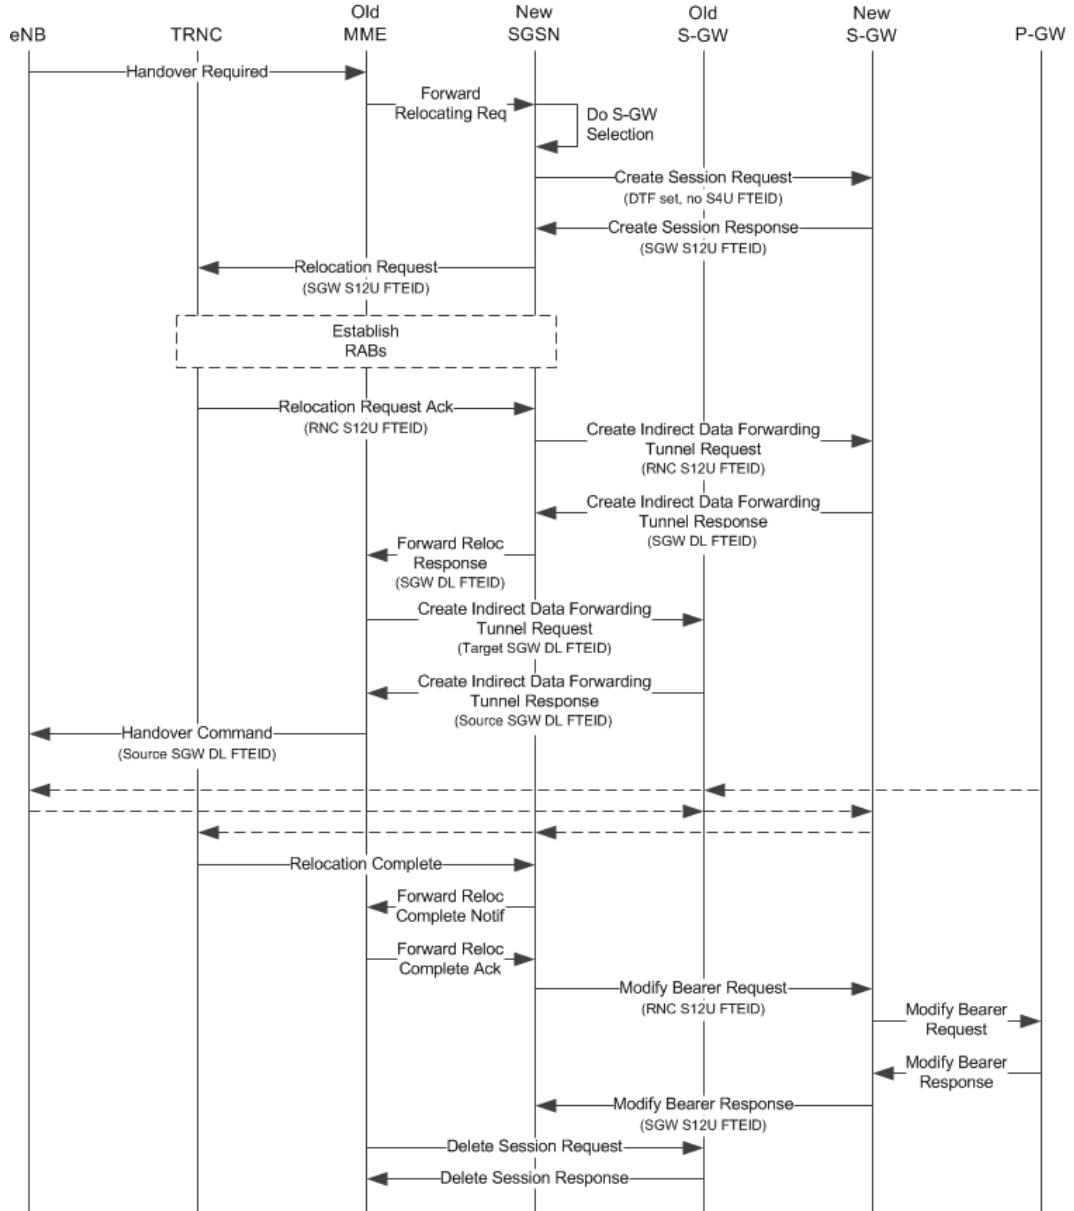 Old New Old New
eNB TRNC MME SGSN S-GW S-GW P-GW
Handover Required
Forward
Relocating Req
Do S-GW
Selection
Create Session Request
(DTF set, no S4U FTEID)
Create Session Response
(SGW S12U FTEID)
Relocation Request
(SGW S12U FTEID)
Establish
RABs
Relocation Request Ack
(RNC S12U FTEID)
Create Indirect Data Forwarding
Tunnel Request
(RNC S12U FTEID)
Create Indirect Data Forwarding
Tunnel Response
(SGW DL FTEID)
Forward Reloc
Response
(SGW DL FTEID)
Create Indirect Data Forwarding
Tunnel Request
(Target SGW DL FTEID)
Create Indirect Data Forwarding
Tunnel Response
(Source SGW DL FTEID)
Handover Command
(Source SGW DL FTEID)
Relocation Complete
Forward Reloc
Complete Notif
Forward Reloc
Complete Ack
Modify Bearer Request
(RNC S12U FTEID)
Modify Bearer
Request
Modify Bearer
Response
Modify Bearer Response
(SGW S12U FTEID)
Delete Session Request
Delete Session Response